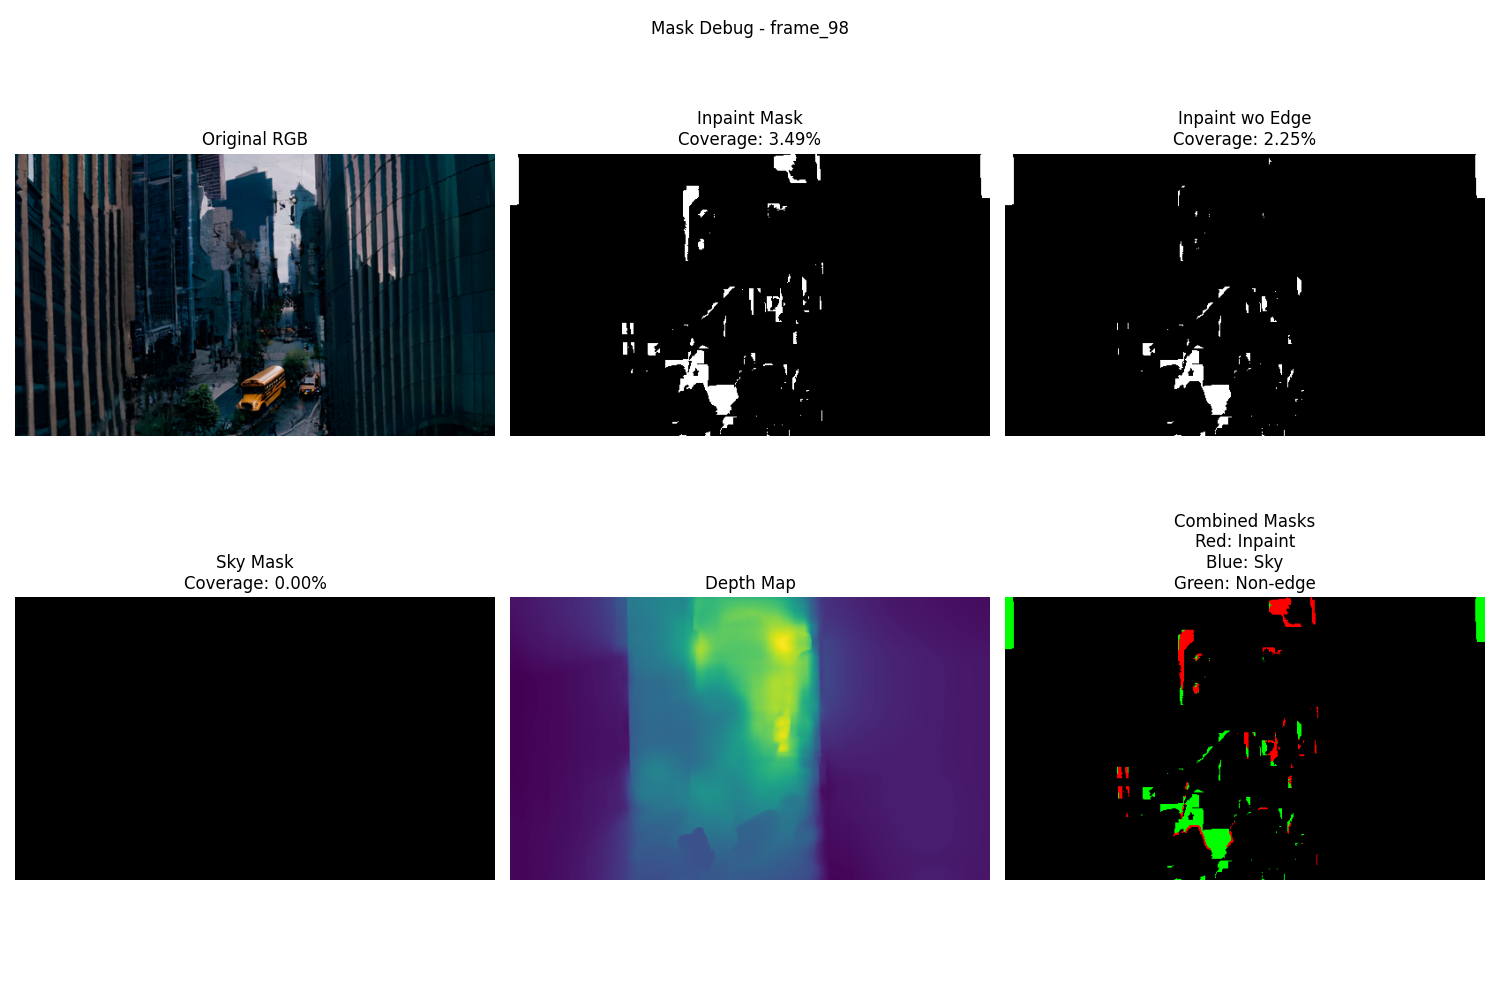 Mask Debug - frame_98
Original RGB
Inpaint Mask
Coverage: 3.49%
Inpaint wo Edge
Coverage: 2.25%
Sky Mask
Coverage: 0.00%
Depth Map
Combined Masks
Red: Inpaint
Blue: Sky
Green: Non-edge